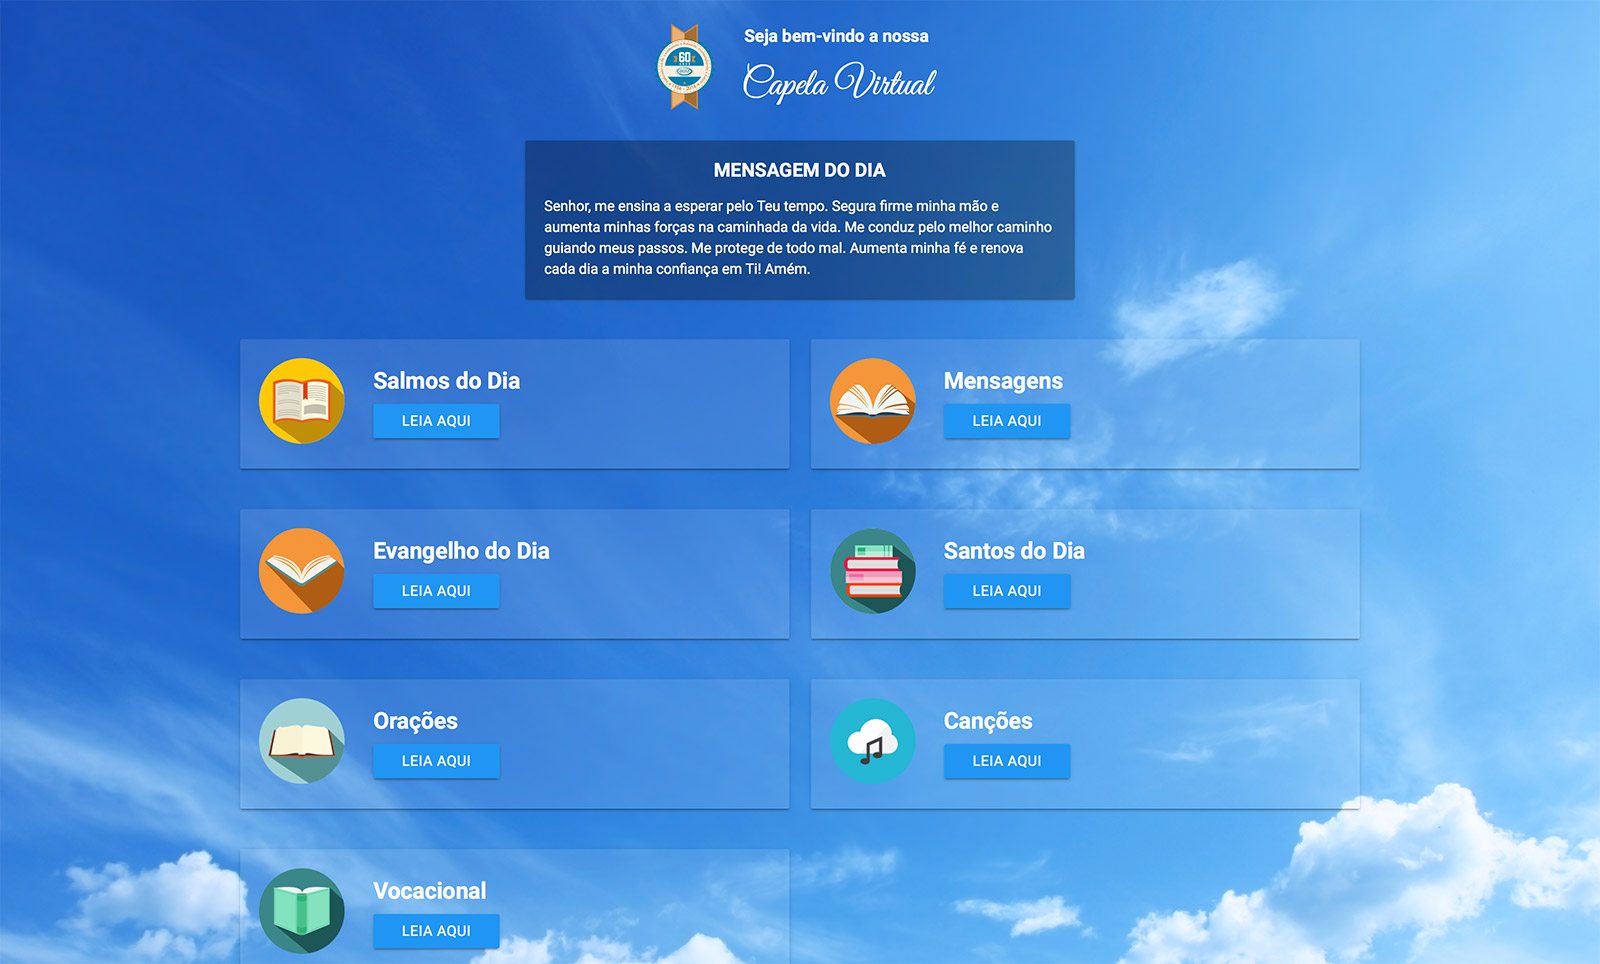 60
Seja bem-vindo a nossa
Capela Virtual
MENSAGEM DO DIA
Senhor, me ensina a esperar pelo Teu tempo. Segura firme minha mão e
aumenta minhas forças na caminhada da vida. Me conduz pelo melhor caminho
guiando meus passos. Me protege de todo mal. Aumenta minha fé e renova
cada dia a minha confiança em Ti! Amém.
Salmos do Dia
LEIA AQUI
Mensagens
LEIA AQUI
Evangelho do Dia
LEIA AQUI
Santos do Dia
LEIA AQUI
Orações
LEIA AQUI
Canções
LEIA AQUI
Vocacional
LEIA AQUI